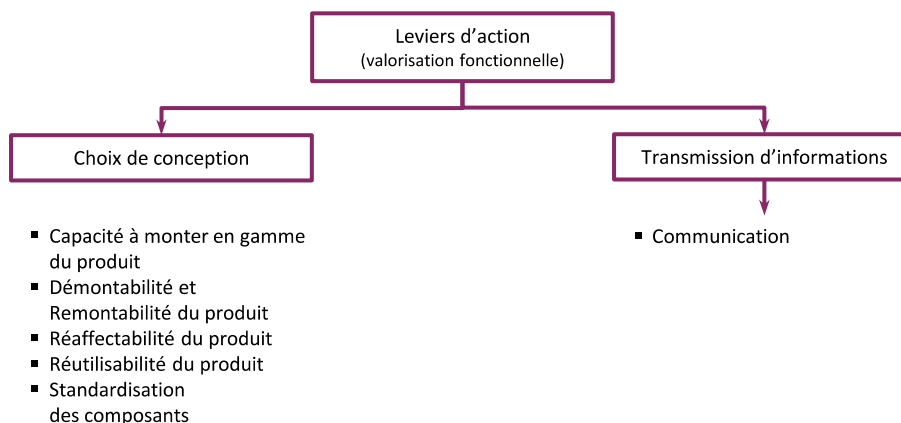 Leviers d’action
(valorisation fonctionnelle)
Choix de conception
Transmission d’informations
▪ Capacité à monter en gamme
du produit
▪ Démontabilité et
Remontabilité du produit
▪ Réaffectabilité du produit
▪ Réutilisabilité du produit
▪ Standardisation
des composants
▪ Communication